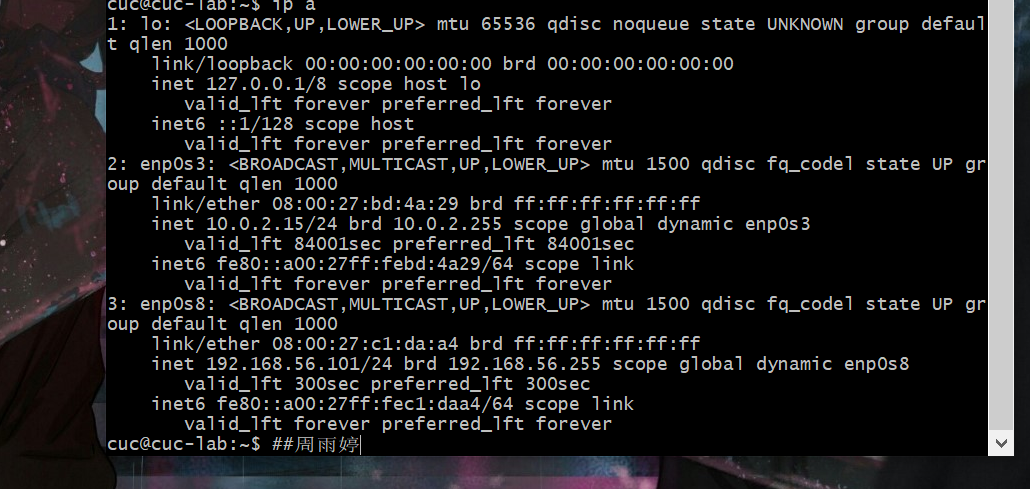 cuc@cuc-lab:~$ ip a
1: lo: <LOOPBACK,UP,LOWER_UP> mtu 65536 qdisc noqueue state UNKNOWN group defaul
t qlen 1000
    link/loopback 00:00:00:00:00:00 brd 00:00:00:00:00:00
    inet 127.0.0.1/8 scope host lo
       valid_lft forever preferred_lft forever
    inet6 ::1/128 scope host
       valid_lft forever preferred_lft forever
2: enp0s3: <BROADCAST,MULTICAST,UP,LOWER_UP> mtu 1500 qdisc fq_codel state UP gr
oup default qlen 1000
    link/ether 08:00:27:bd:4a:29 brd ff:ff:ff:ff:ff:ff
    inet 10.0.2.15/24 brd 10.0.2.255 scope global dynamic enp0s3
       valid_lft 84001sec preferred_lft 84001sec
    inet6 fe80::a00:27ff:febd:4a29/64 scope link
       valid_lft forever preferred_lft forever
3: enp0s8: <BROADCAST,MULTICAST,UP,LOWER_UP> mtu 1500 qdisc fq_codel state UP gr
oup default qlen 1000
    link/ether 08:00:27:c1:da:a4 brd ff:ff:ff:ff:ff:ff
    inet 192.168.56.101/24 brd 192.168.56.255 scope global dynamic enp0s8
       valid_lft 300sec preferred_lft 300sec
    inet6 fe80::a00:27ff:fec1:daa4/64 scope link
       valid_lft forever preferred_lft forever
cuc@cuc-lab:~$ ##周雨婷